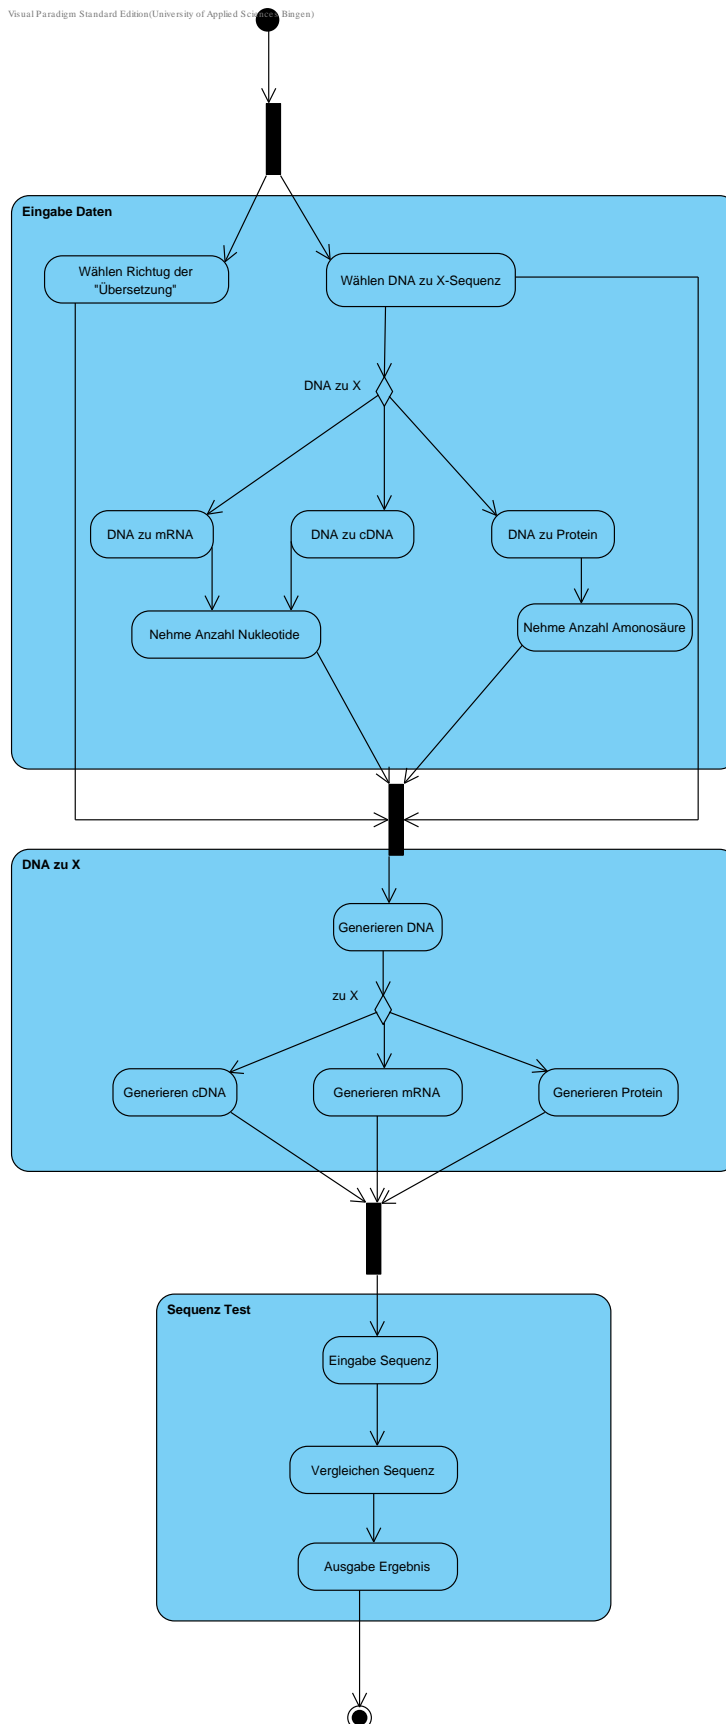 Visual Paradigm Standard Edition(University of Applied Sciences Bingen)
Eingabe Daten
Wählen Richtug der
"Übersetzung"
Wählen DNA zu X-Sequenz
DNA zu X
DNA zu mRNA
DNA zu cDNA
DNA zu Protein
Nehme Anzahl Nukleotide
Nehme Anzahl Amonosäure
DNA zu X
Generieren DNA
zu X
Generieren cDNA
Generieren mRNA
Generieren Protein
Sequenz Test
Eingabe Sequenz
Vergleichen Sequenz
Ausgabe Ergebnis